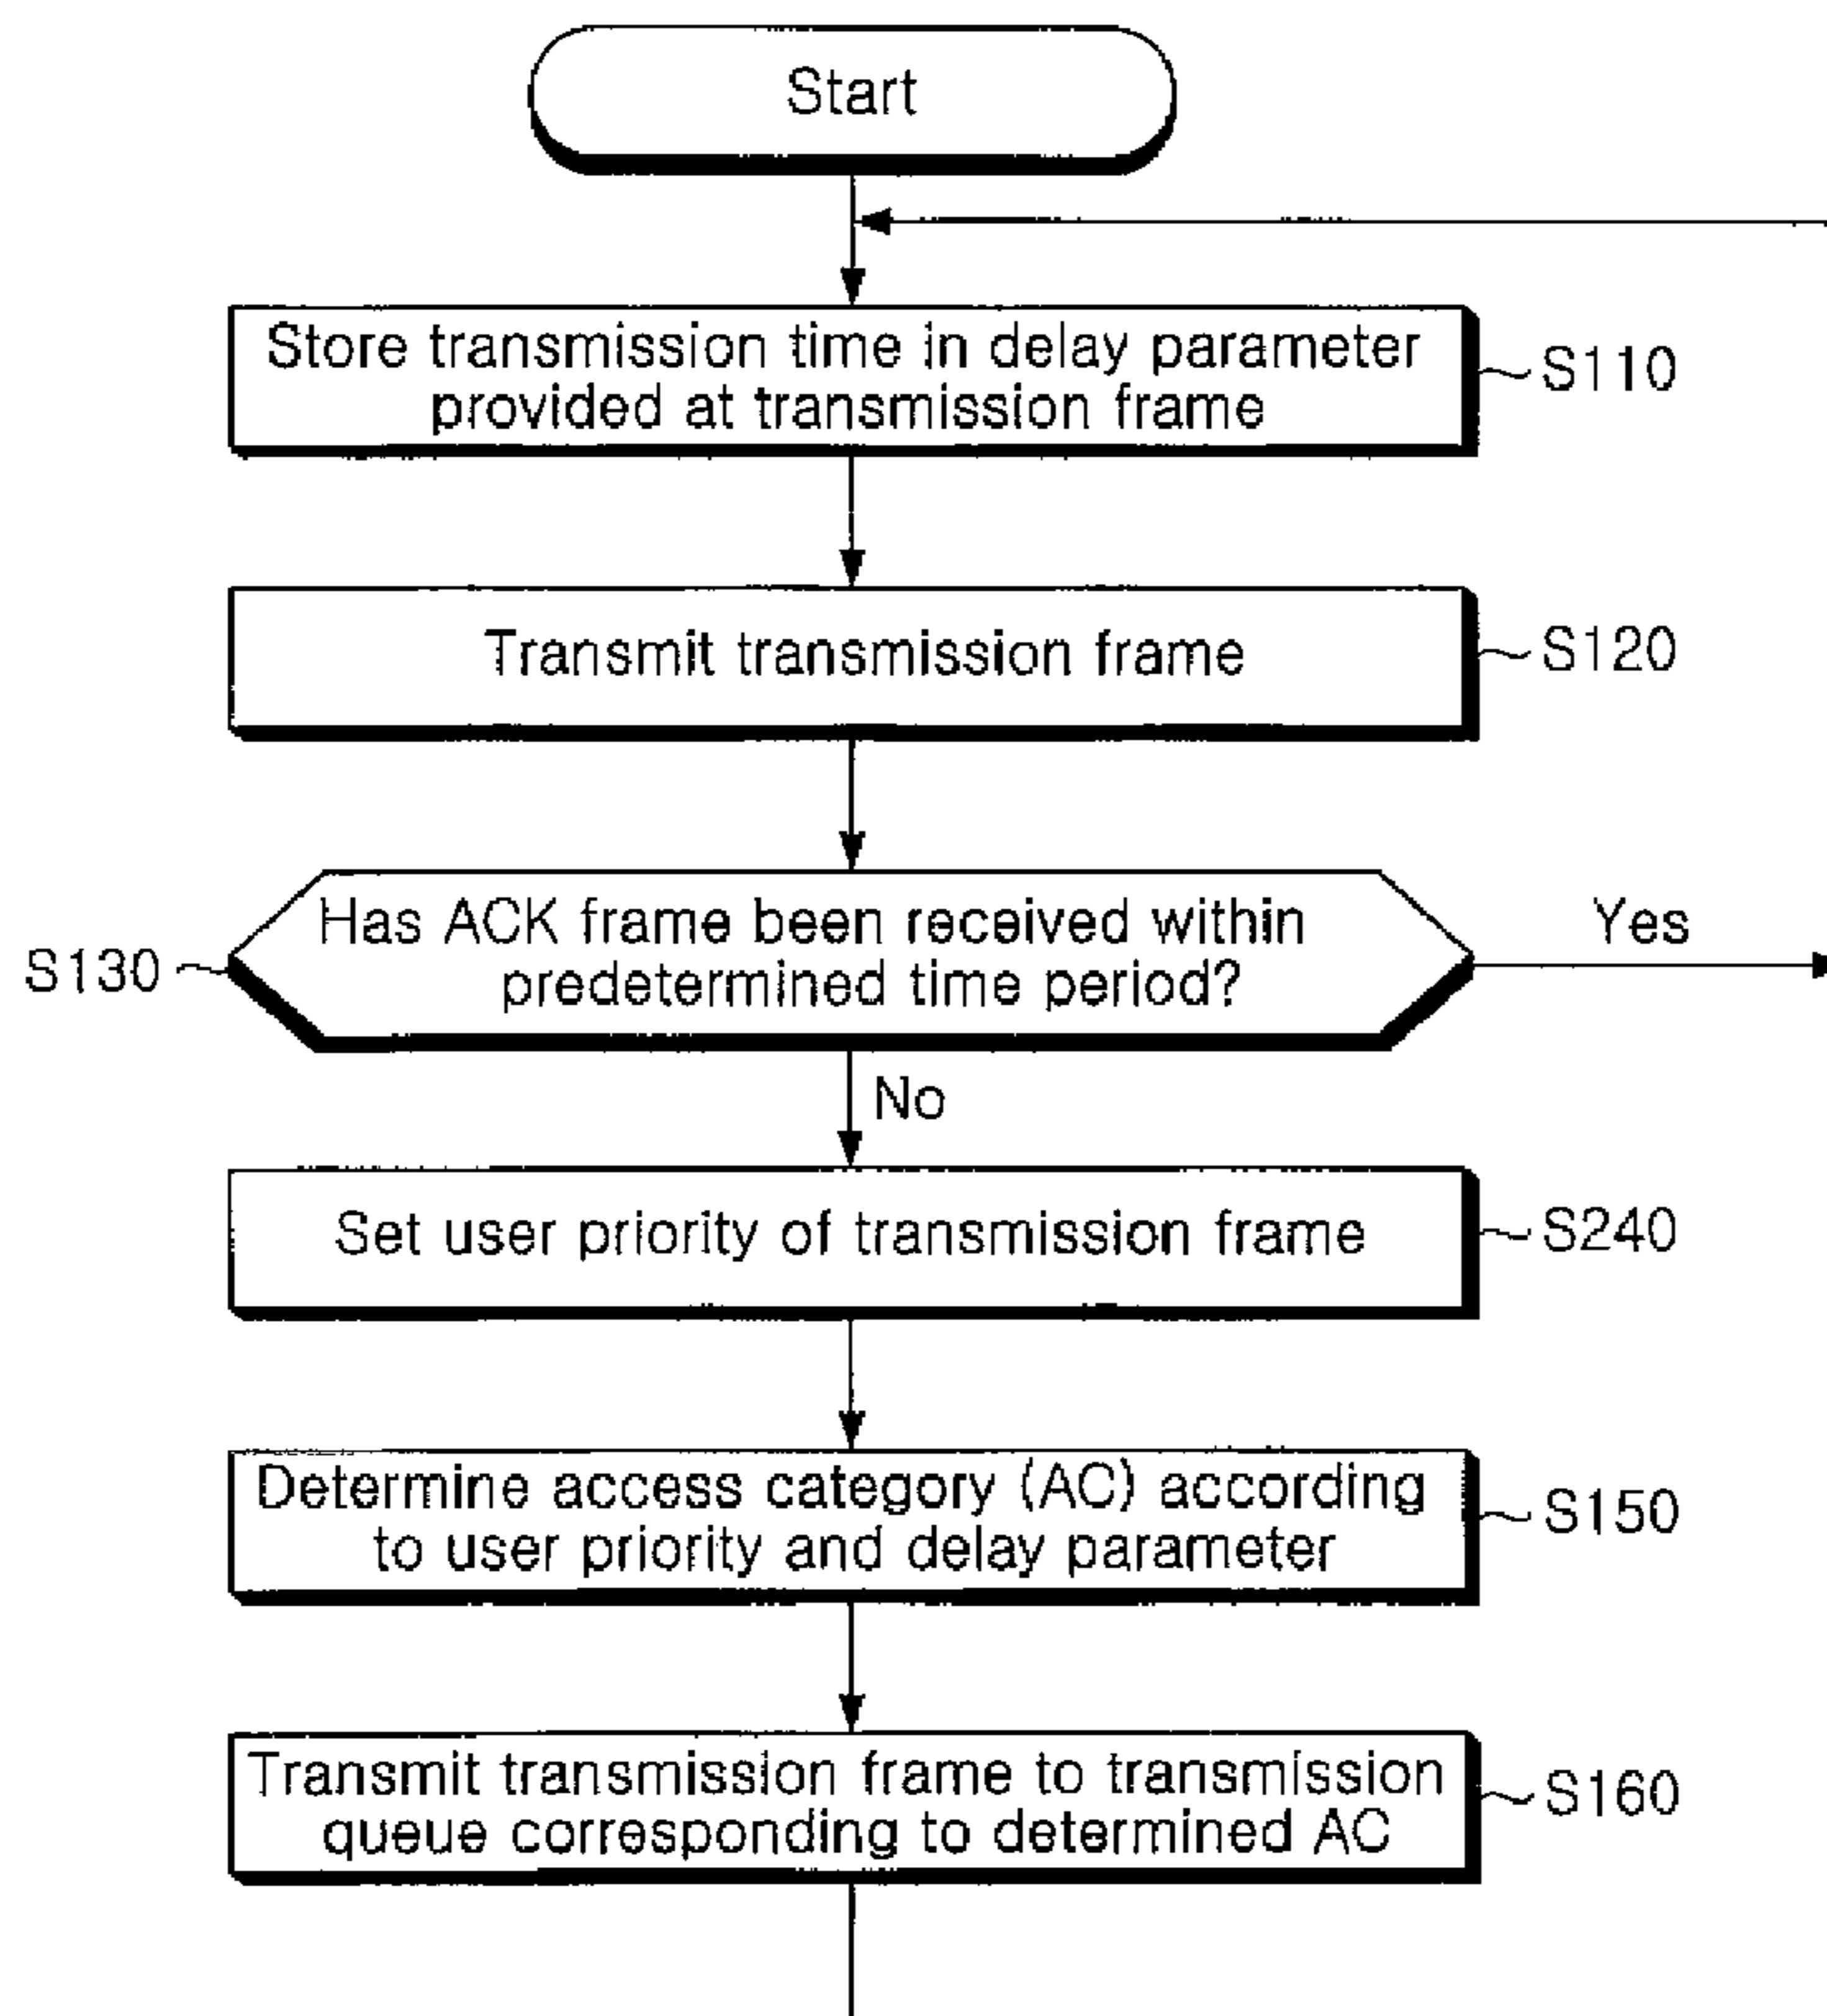 Start
Store transmission time in delay parameter
provided at transmission frame
S110
Transmit transmission frame
S120
Has ACK frame been received within
predetermined time period?
S130
Yes
No
Set user priority of transmission frame
S240
Determine access category (AC) according
to user priority and delay parameter
S150
Transmit transmission frame to transmission
queue corresponding to determined AC
S160